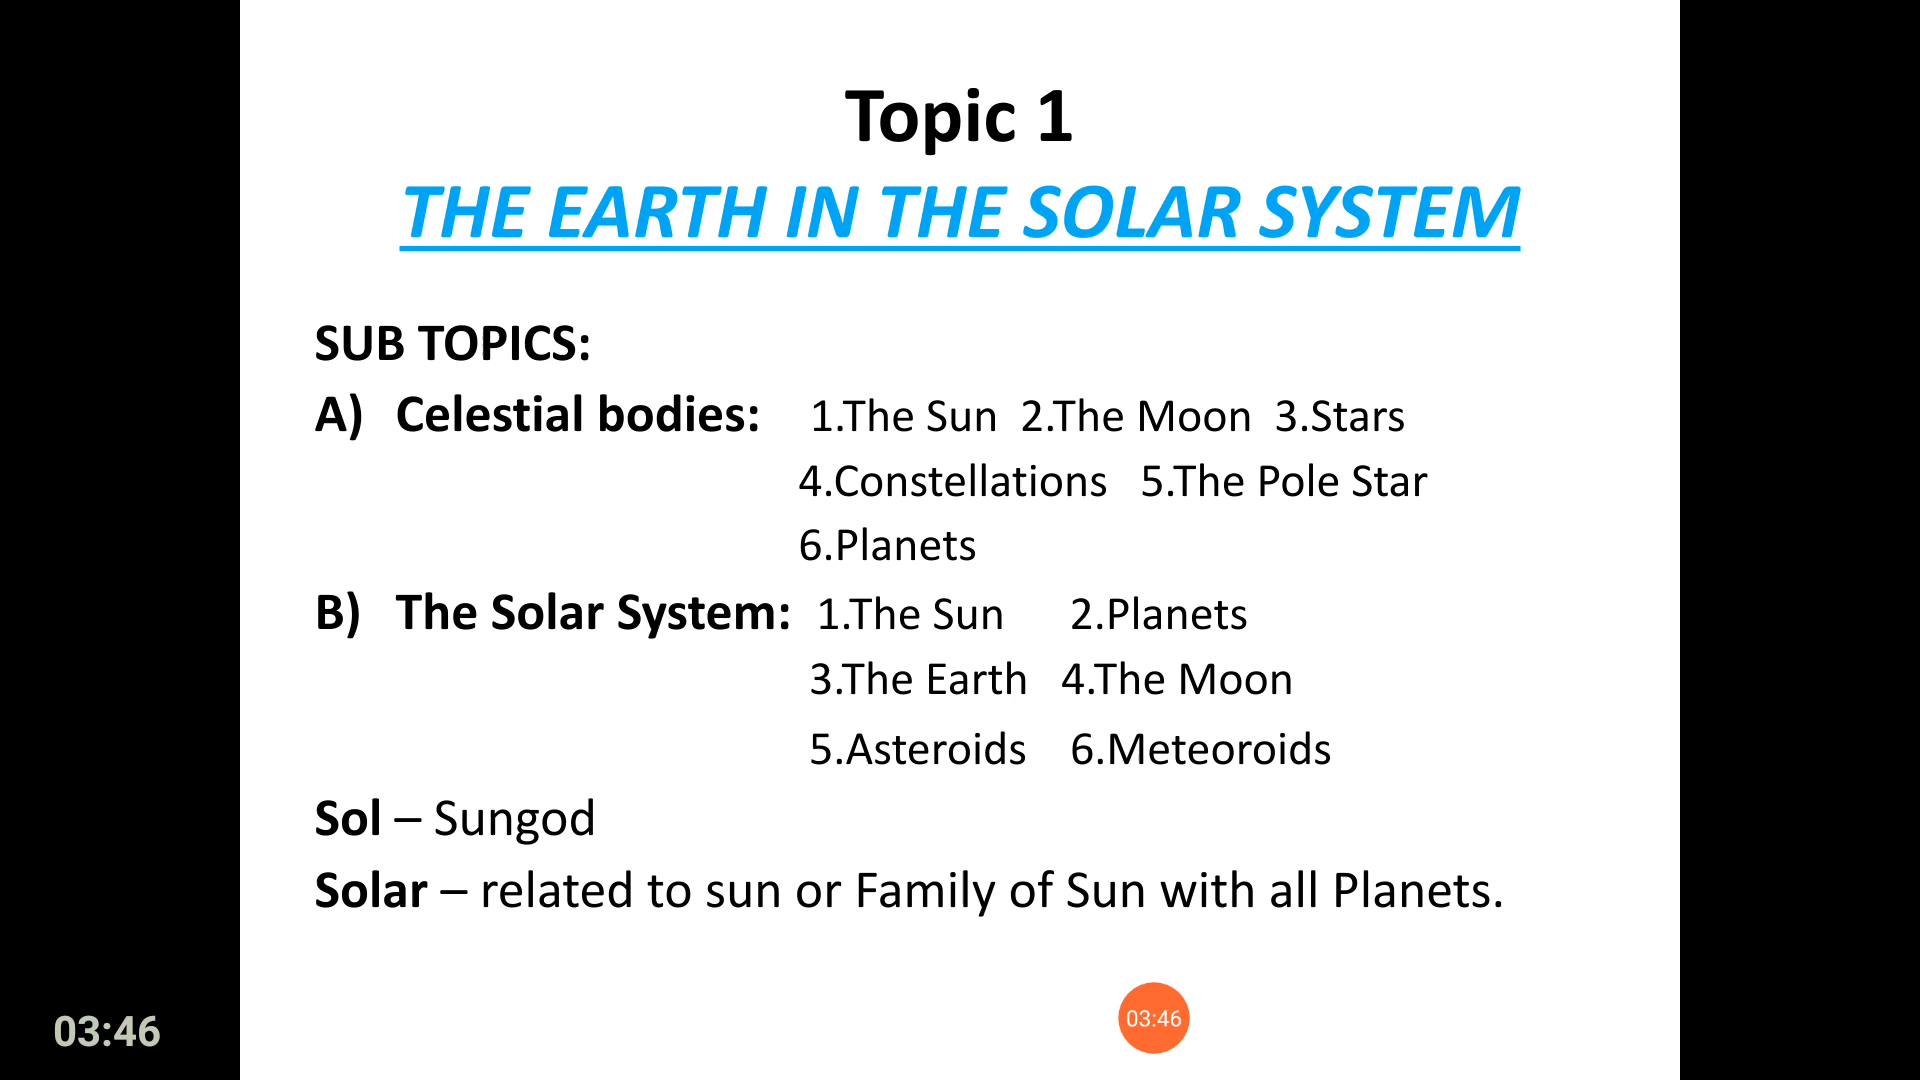 Topic 1
THE EARTH IN THE SOLAR SYSTEM
SUB TOPICS:
A) Celestial bodies: 1.The Sun 2.The Moon 3.Stars
4.Constellations 5.The Pole Star
6.Planets
B) The Solar System: 1.The Sun 2.Planets
3.The Earth 4.The Moon
5.Asteroids 6.Meteoroids
Sol – Sungod
Solar – related to sun or Family of Sun with all Planets.
03:46
03:46